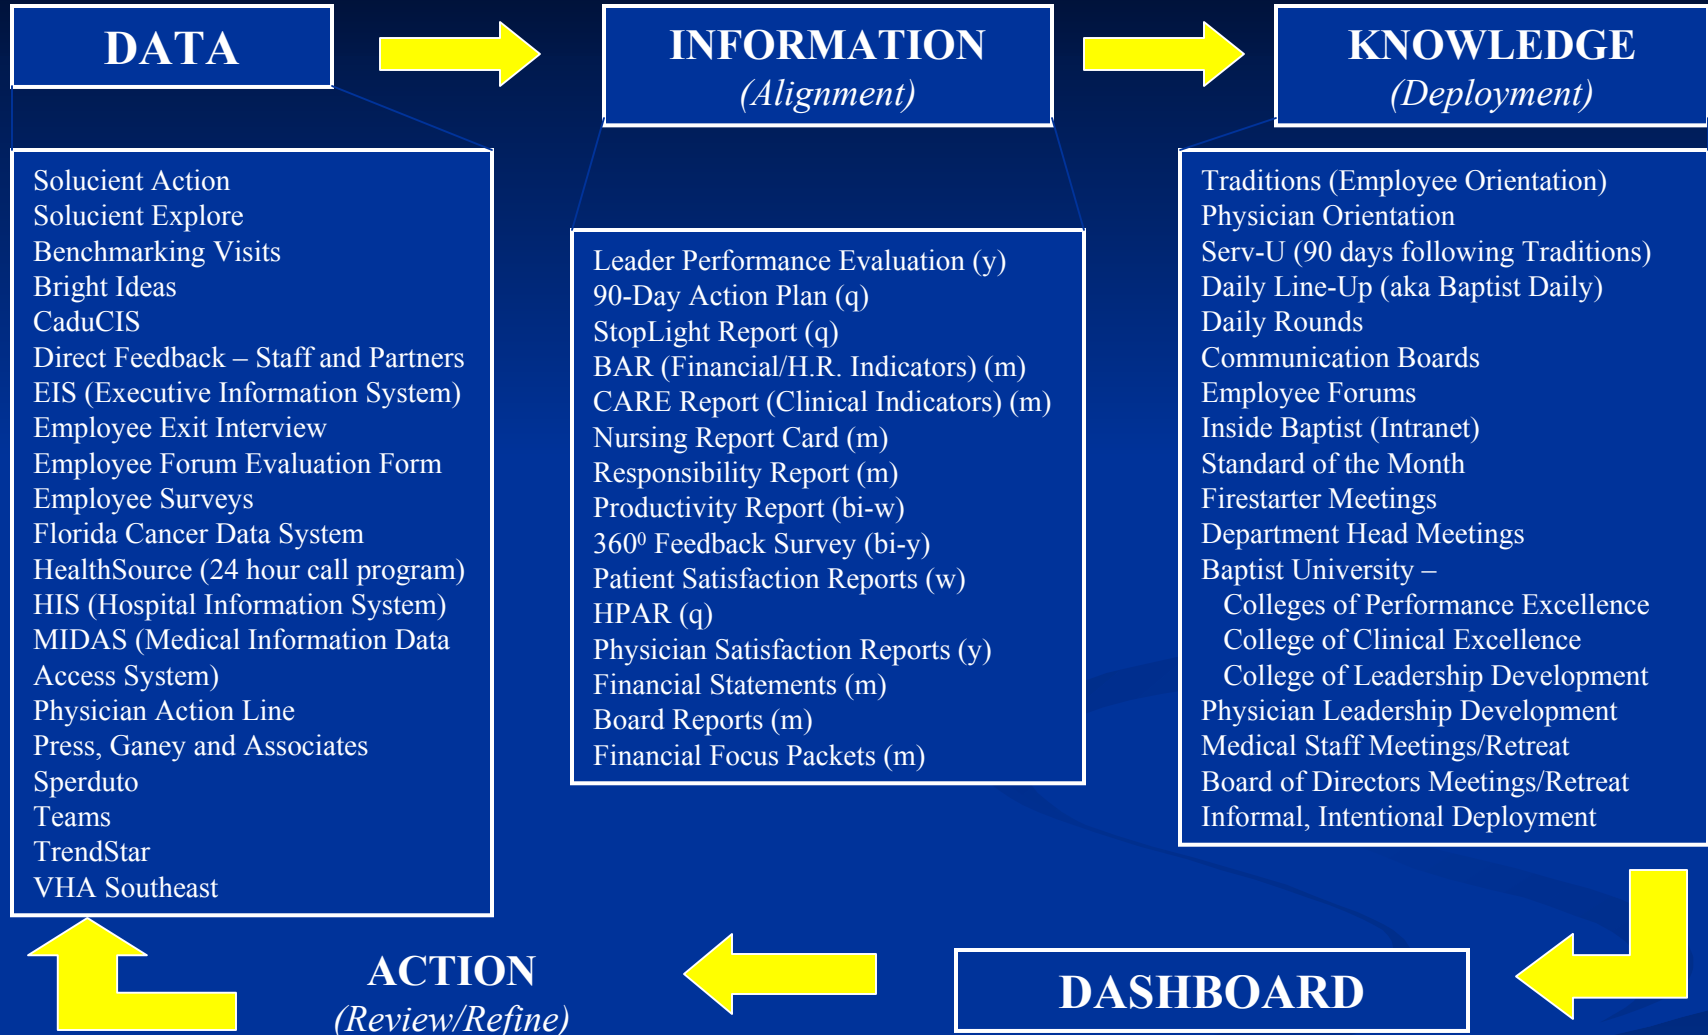 DATA
INFORMATION
(Alignment)
KNOWLEDGE
(Deployment)
Solucient Action
Solucient Explore
Benchmarking Visits
Bright Ideas
CaduCIS
Direct Feedback – Staff and Partners
EIS (Executive Information System)
Employee Exit Interview
Employee Forum Evaluation Form
Employee Surveys
Florida Cancer Data System
HealthSource (24 hour call program)
HIS (Hospital Information System)
MIDAS (Medical Information Data
Access System)
Physician Action Line
Press, Ganey and Associates
Sperduto
Teams
TrendStar
VHA Southeast
Leader Performance Evaluation (y)
90-Day Action Plan (q)
StopLight Report (q)
BAR (Financial/H.R. Indicators) (m)
CARE Report (Clinical Indicators) (m)
Nursing Report Card (m)
Responsibility Report (m)
Productivity Report (bi-w)
360⁰ Feedback Survey (bi-y)
Patient Satisfaction Reports (w)
HPAR (q)
Physician Satisfaction Reports (y)
Financial Statements (m)
Board Reports (m)
Financial Focus Packets (m)
Traditions (Employee Orientation)
Physician Orientation
Serv-U (90 days following Traditions)
Daily Line-Up (aka Baptist Daily)
Daily Rounds
Communication Boards
Employee Forums
Inside Baptist (Intranet)
Standard of the Month
Firestarter Meetings
Department Head Meetings
Baptist University –
Colleges of Performance Excellence
College of Clinical Excellence
College of Leadership Development
Physician Leadership Development
Medical Staff Meetings/Retreat
Board of Directors Meetings/Retreat
Informal, Intentional Deployment
ACTION
(Review/Refine)
DASHBOARD